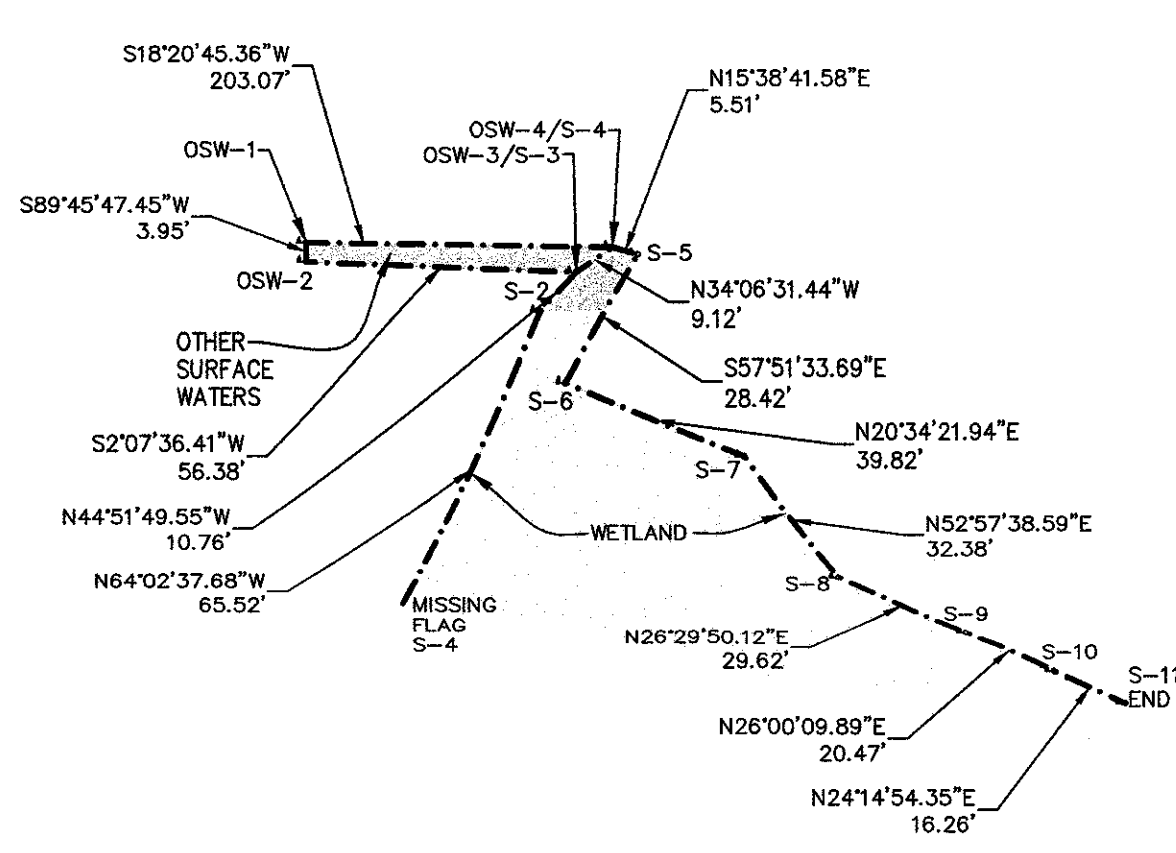 S18°20'45.36"W
203.07'
N15°38'41.58"E
5.51'
OSW-4/S-4
OSW-3/S-3
OSW-1
S89°45'47.45"W
3.95'
OSW-2
S-5
S-2
N34°06'31.44"W
9.12'
OTHER
SURFACE
WATERS
S57°51'33.69"E
28.42'
S-6
S2°07'36.41"W
56.38'
N20°34'21.94"E
39.82'
S-7
N44°51'49.55"W
10.76'
WETLAND
N52°57'38.59"E
32.38'
N64°02'37.68"W
65.52'
S-8
MISSING
FLAG
S-4
N26°29'50.12"E
29.62'
S-9
S-10
S-11
END
N26°00'09.89"E
20.47'
N24°14'54.35"E
16.26'